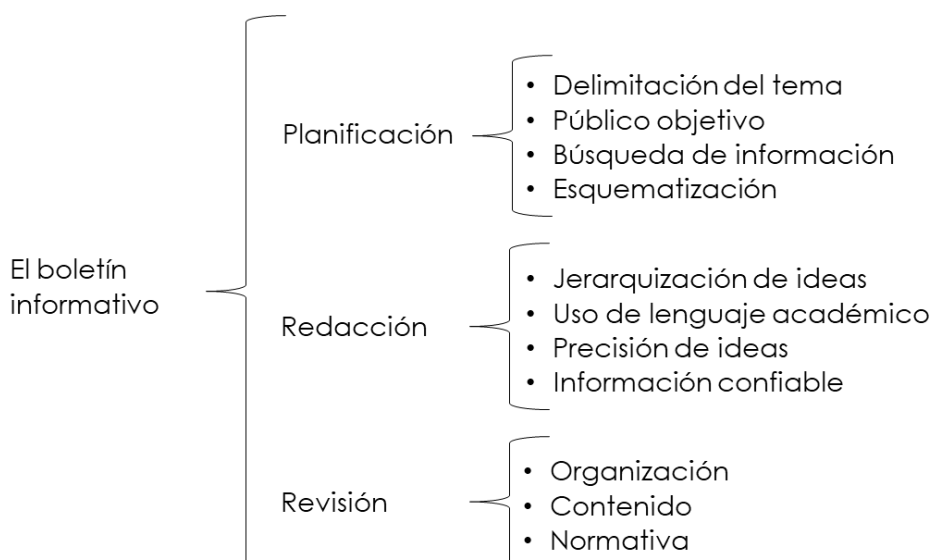 El boletín
informativo
Planificación
• Delimitación del tema
• Público objetivo
• Búsqueda de información
• Esquematización
Redacción
• Jerarquización de ideas
• Uso de lenguaje académico
• Precisión de ideas
• Información confiable
Revisión
• Organización
• Contenido
• Normativa